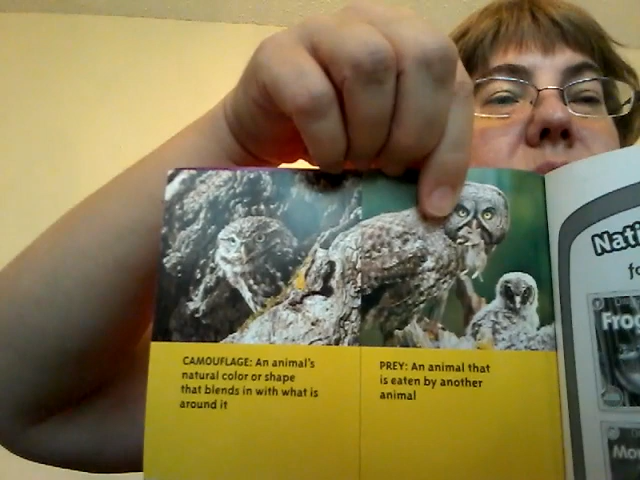 CAMOUFLAGE: An animal's
natural color or shape
that blends in with what is
around it
PREY: An animal that
is eaten by another
animal
Nati
fo
Frog
Mo